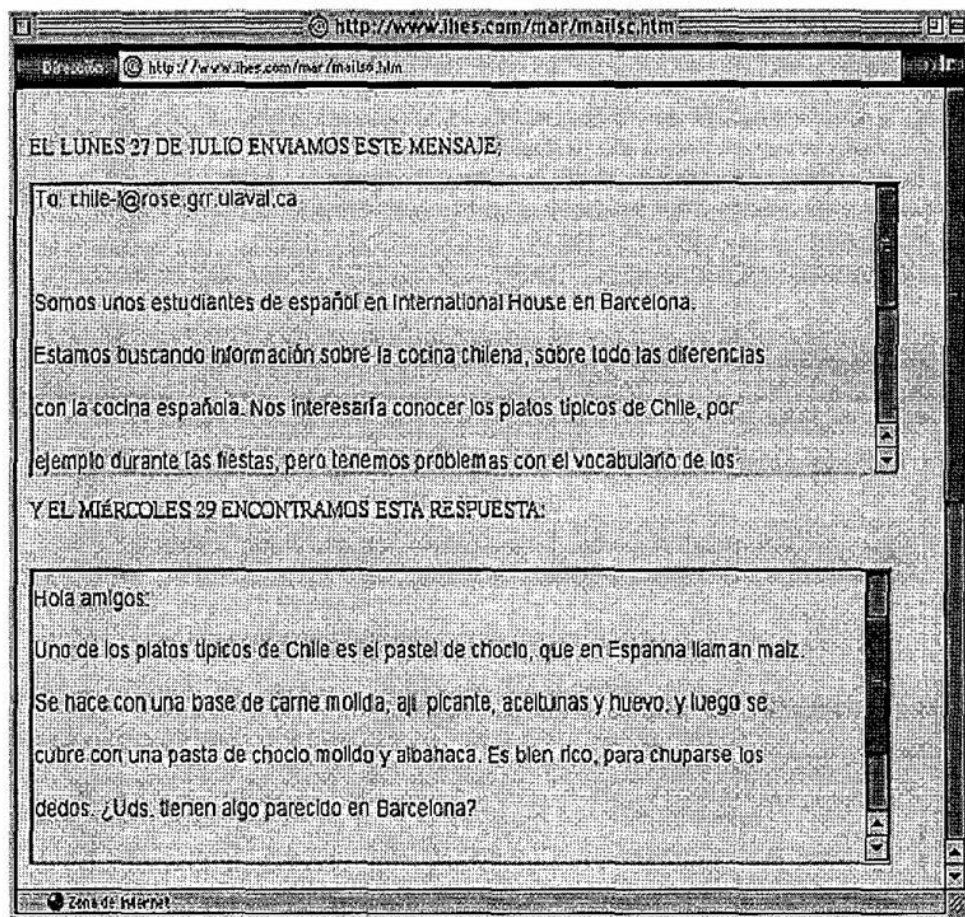 http://www.ihes.com/mar/mailsc.htm
http://www.ihes.com/mar/mailsc.htm
EL LUNES 27 DE JULIO ENVIAMOS ESTE MENSAJE:
To: chile-l@rose.grr.ulaval.ca
Somos unos estudiantes de español en International House en Barcelona.
Estamos buscando información sobre la cocina chilena, sobre todo las diferencias
con la cocina española. Nos interesaría conocer los platos típicos de Chile, por
ejemplo durante las fiestas, pero tenemos problemas con el vocabulario de los
Y EL MIÉRCOLES 29 ENCONTRAMOS ESTA RESPUESTA:
Hola amigos:
Uno de los platos típicos de Chile es el pastel de choclo, que en Espanna llaman maiz.
Se hace con una base de carne molida, aji picante, aceitunas y huevo, y luego se
cubre con una pasta de choclo molido y albahaca. Es bien rico, para chuparse los
dedos. ¿Uds. tienen algo parecido en Barcelona?
Zona de Internet